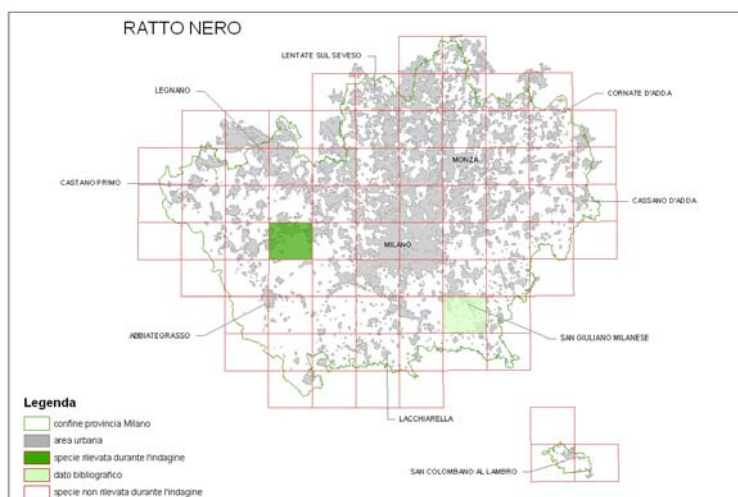 RATTO NERO
LENTATE SUL SEVESO
LEGNANO
CORNATE D'ADDA
MONZA
CASTANO PRIMO
CASSANO D'ADDA
MILANO
ABBIATEGRASSO
SAN GIULIANO MILANESE
LACCHIARELLA
SAN COLOMBANO AL LAMBRO
Legenda
confine provincia Milano
area urbana
specie rilevata durante l'indagine
dato bibliografico
specie non rilevata durante l'indagine